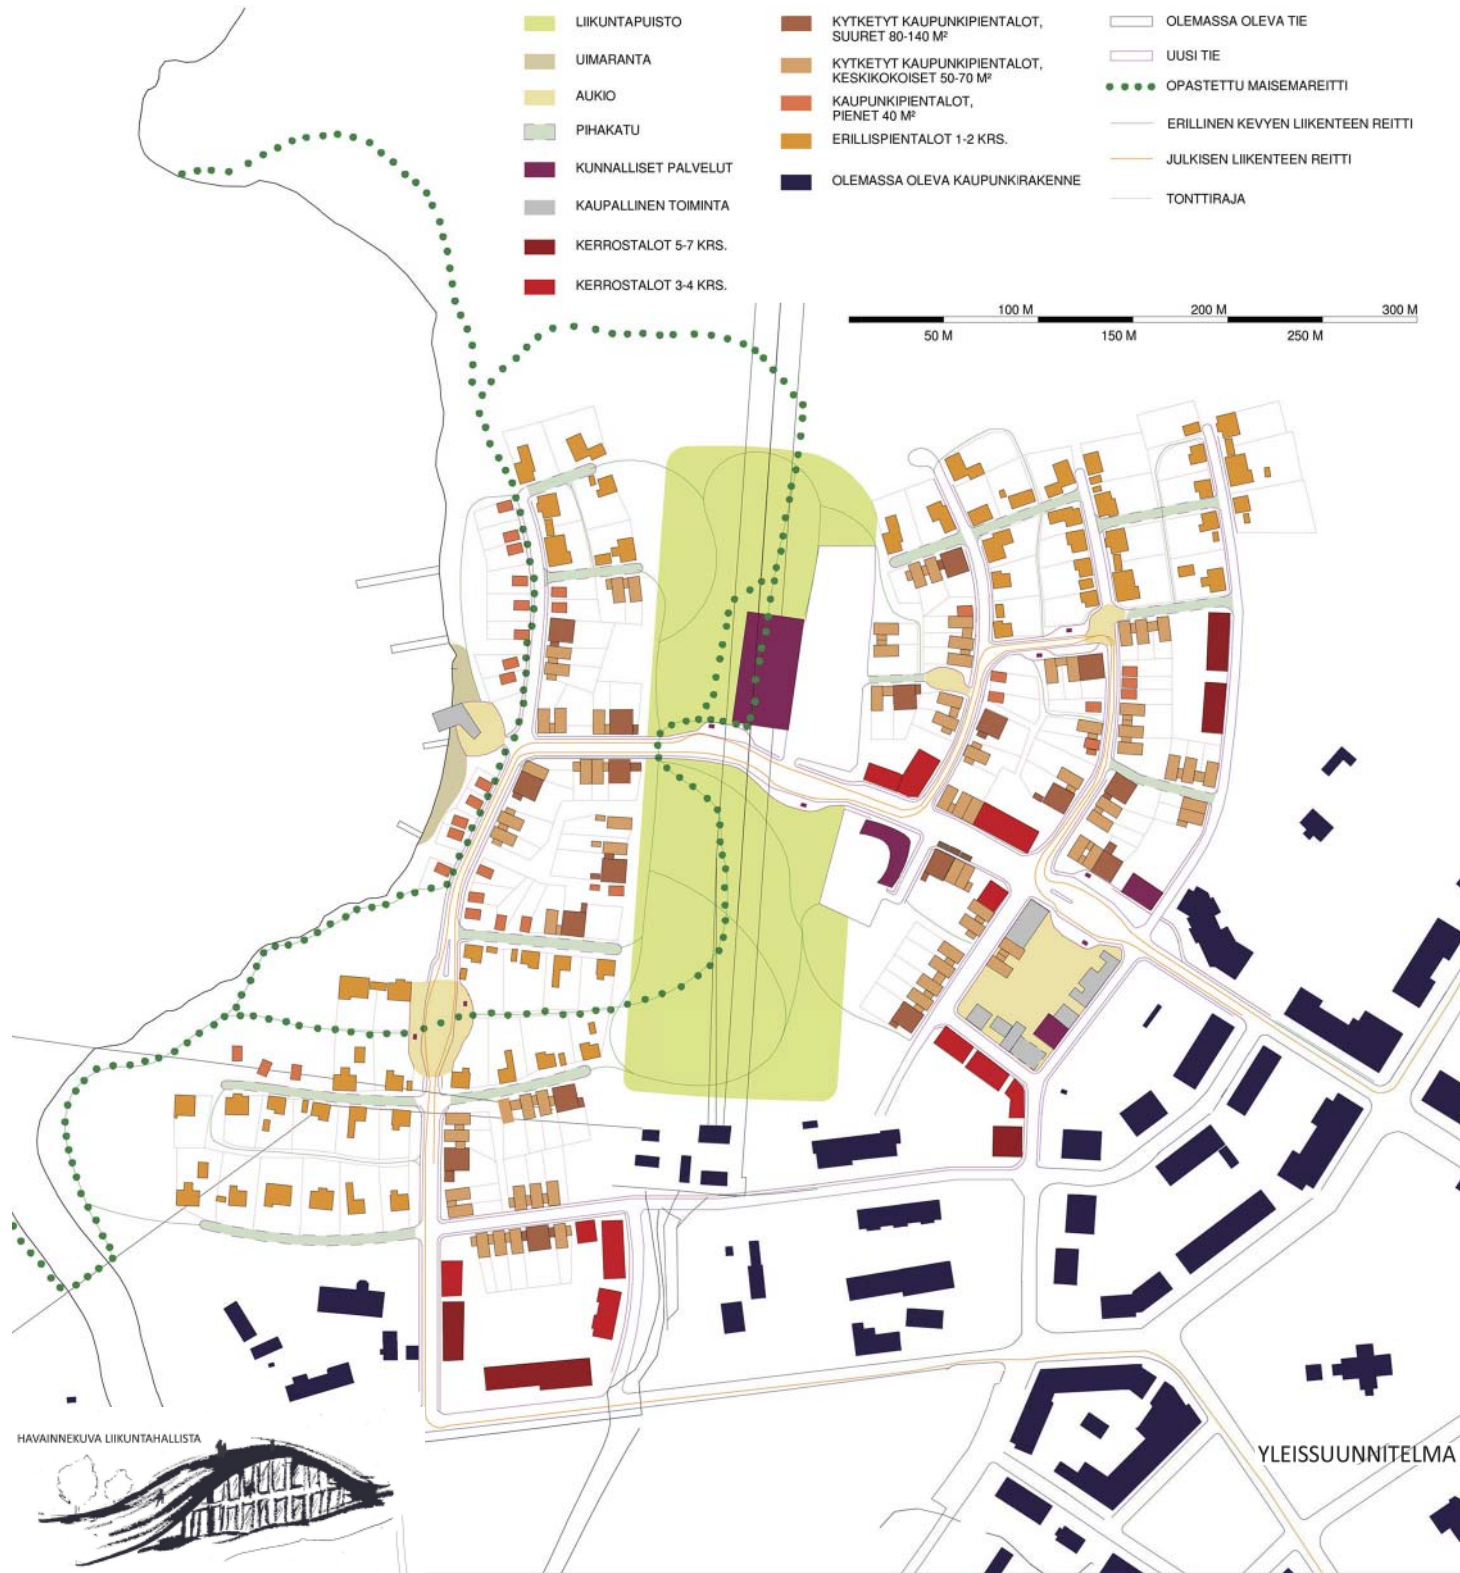 LIIKUNTAPUISTO
UIMARANTA
AUKIO
PIHAKATU
KUNNALLISET PALVELUT
KAUPALLINEN TOIMINTA
KERROSTALOT 5-7 KRS.
KERROSTALOT 3-4 KRS.
KYTKETYT KAUPUNKIPIENTALOT,
SUURET 80-140 M²
KYTKETYT KAUPUNKIPIENTALOT,
KESKIKOKOISET 50-70 M²
KAUPUNKIPIENTALOT,
PIENET 40 M²
ERILLISPIENTALOT 1-2 KRS.
OLEMASSA OLEVA KAUPUNKIRAKENNE
OLEMASSA OLEVA TIE
UUSI TIE
OPASTETTU MAISEMAREITTI
ERILLINEN KEVYEN LIIKENTEEN REITTI
JULKISEN LIIKENTEEN REITTI
TONTTIRAJA
100 M 200 M 300 M
50 M 150 M 250 M
HAVAINNEKUVA LIIKUNTAHALLISTA
YLEISSUUNNITELMA